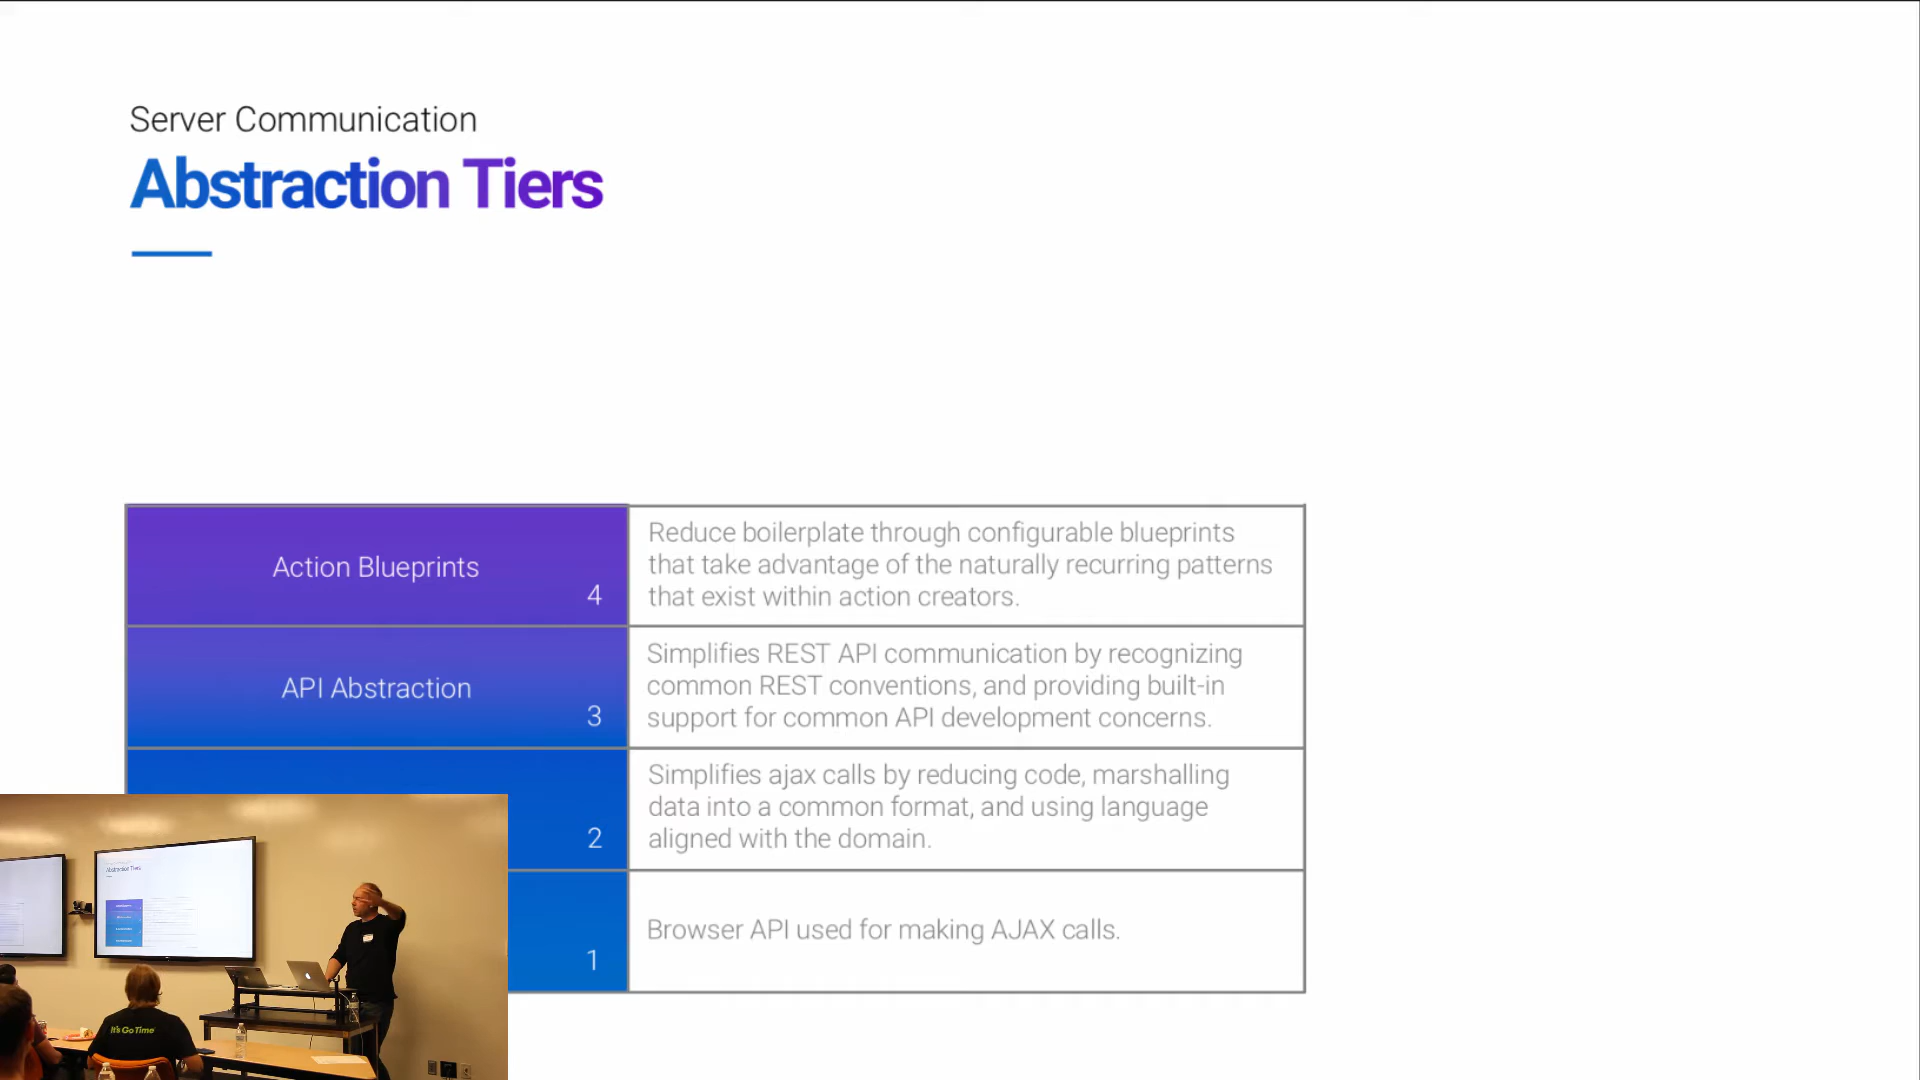 Server Communication
Abstraction Tiers
Action Blueprints
4
Reduce boilerplate through configurable blueprints
that take advantage of the naturally recurring patterns
that exist within action creators.
API Abstraction
3
Simplifies REST API communication by recognizing
common REST conventions, and providing built-in
support for common API development concerns.
2
Simplifies ajax calls by reducing code, marshalling
data into a common format, and using language
aligned with the domain.
1
Browser API used for making AJAX calls.
Abstraction Tiers
It's Go Time